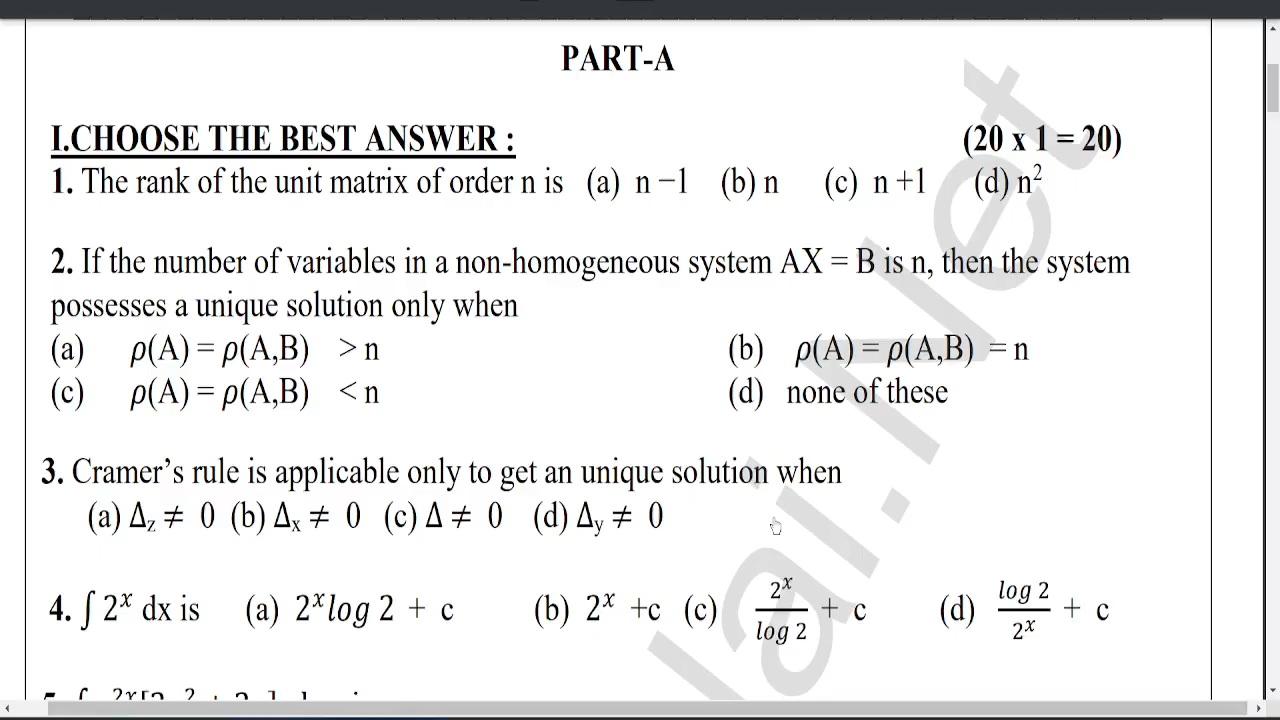 PART-A
I.CHOOSE THE BEST ANSWER : (20 x 1 = 20)
1. The rank of the unit matrix of order n is (a) n −1 (b) n (c) n +1 (d) n²
2. If the number of variables in a non-homogeneous system AX = B is n, then the system
possesses a unique solution only when
(a) ρ(A) = ρ(A,B) > n (b) ρ(A) = ρ(A,B) = n
(c) ρ(A) = ρ(A,B) < n (d) none of these
3. Cramer’s rule is applicable only to get an unique solution when
(a) Δz ≠ 0 (b) Δx ≠ 0 (c) Δ ≠ 0 (d) Δy ≠ 0
4. ∫ 2ˣ dx is (a) 2ˣlog 2 + c (b) 2ˣ +c (c) 2ˣ/log 2 + c (d) log 2/2ˣ + c
lai.Net